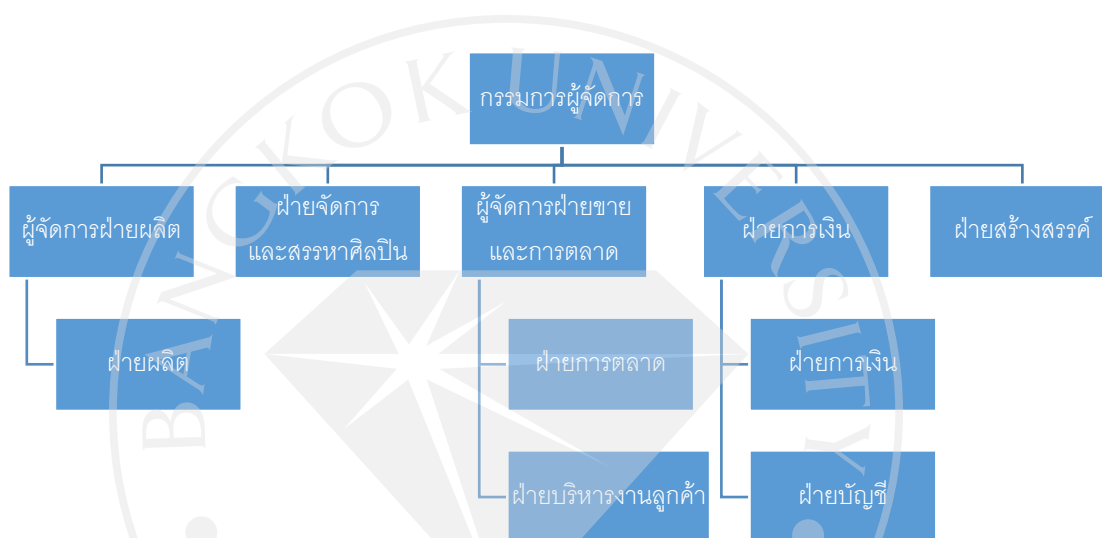 BANGKOK UNIVERSITY
กรรมการผู้จัดการ
ผู้จัดการฝ่ายผลิต
ฝ่ายจัดการ
และสรรหาศิลปิน
ผู้จัดการฝ่ายขาย
และการตลาด
ฝ่ายการเงิน
ฝ่ายสร้างสรรค์
ฝ่ายผลิต
ฝ่ายการตลาด
ฝ่ายการเงิน
ฝ่ายบริหารงานลูกค้า
ฝ่ายบัญชี